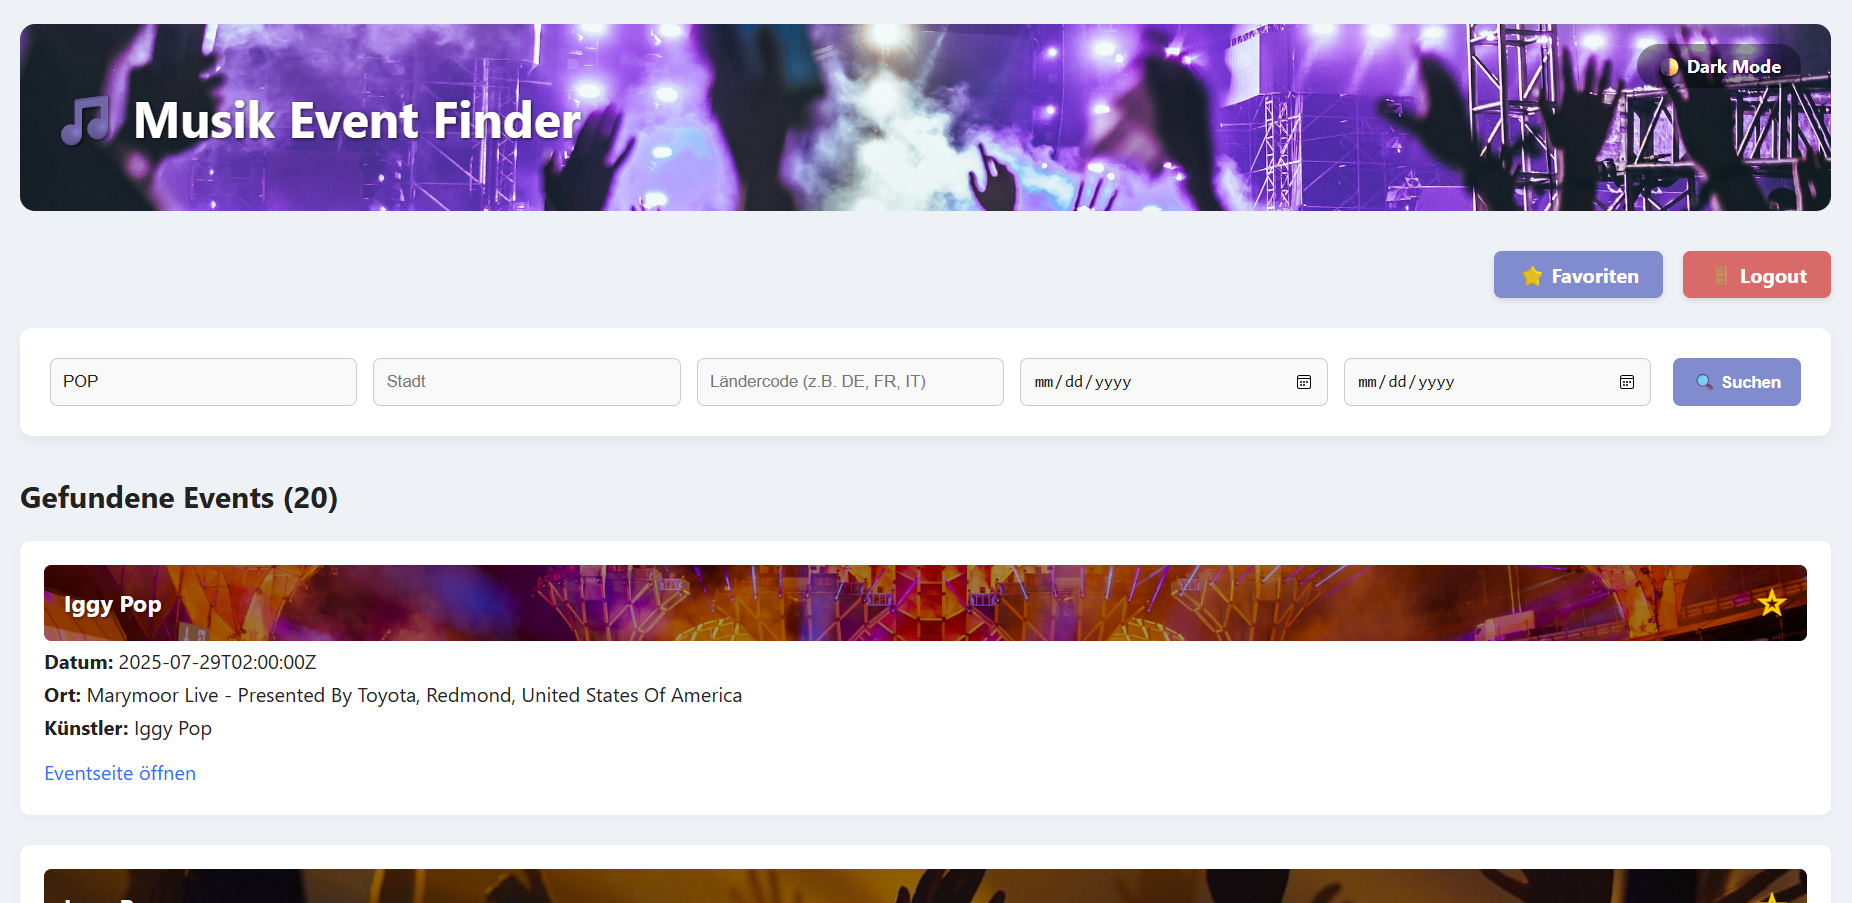 Musik Event Finder
Dark Mode
Favoriten
Logout
POP
Stadt
Ländercode (z.B. DE, FR, IT)
mm/dd/yyyy
mm/dd/yyyy
Suchen
Gefundene Events (20)
Iggy Pop
Datum: 2025-07-29T02:00:00Z
Ort: Marymoor Live - Presented By Toyota, Redmond, United States Of America
Künstler: Iggy Pop
Eventseite öffnen